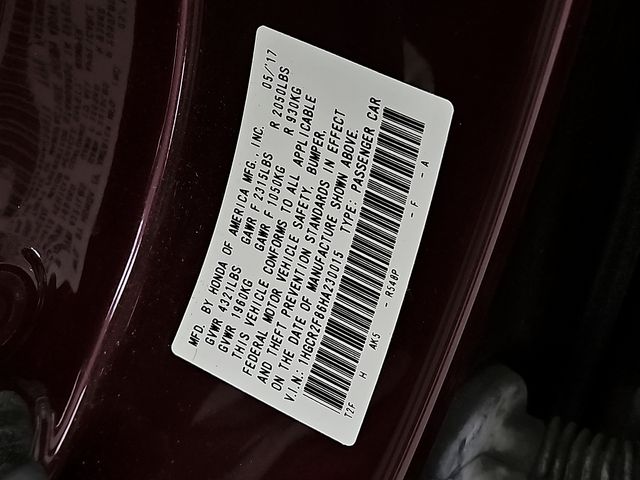 MFD. BY HONDA OF AMERICA MFG., INC. 05/'17
GVWR 4321LBS GAWR F 2315LBS R 2050LBS
GVWR 1960KG GAWR F 1050KG R 930KG
THIS VEHICLE CONFORMS TO ALL APPLICABLE
FEDERAL MOTOR VEHICLE SAFETY, BUMPER,
AND THEFT PREVENTION STANDARDS IN EFFECT
ON THE DATE OF MANUFACTURE SHOWN ABOVE.
V.I.N.: 1HGCR2F86HA230015 TYPE: PASSENGER CAR
T2F H AK5 - R548P - F - A